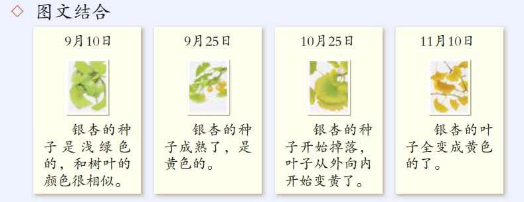 ◇ 图文结合
9月10日
银杏的种
子是浅绿色
的，和树叶的
颜色很相似。
9月25日
银杏的种
子成熟了，是
黄色的。
10月25日
银杏的种
子开始掉落，
叶子从外向内
开始变黄了。
11月10日
银杏的叶
子全变成黄色
的了。